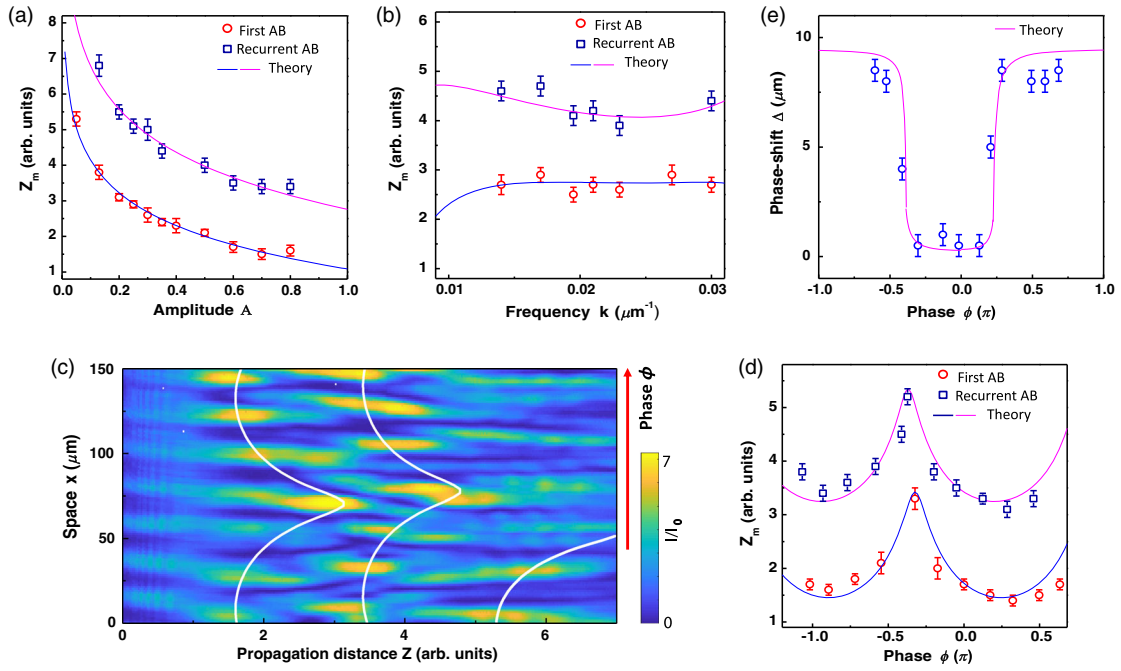 (a)
8
7
6
5
4
3
2
1
Z_m (arb. units)
First AB
Recurrent AB
Theory
0.0 0.2 0.4 0.6 0.8 1.0
Amplitude A
(b)
6
5
4
3
2
1
Z_m (arb. units)
First AB
Recurrent AB
Theory
0.01 0.02 0.03
Frequency k (μm⁻¹)
(e)
10
5
0
Phase-shift Δ (μm)
Theory
-1.0 -0.5 0.0 0.5 1.0
Phase ϕ (π)
(c)
150
100
50
0
Space x (μm)
0 2 4 6
Propagation distance Z (arb. units)
Phase ϕ
7
I/I₀
0
(d)
5
4
3
2
1
Z_m (arb. units)
First AB
Recurrent AB
Theory
-1.0 -0.5 0.0 0.5
Phase ϕ (π)